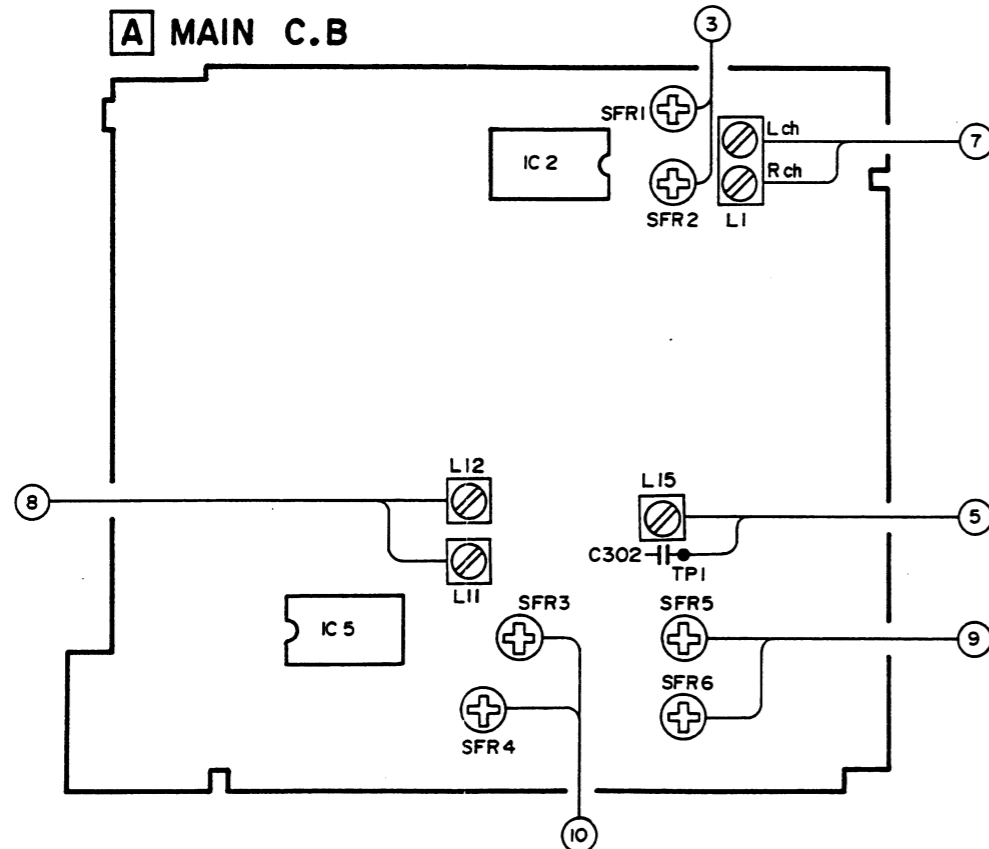 A MAIN C.B
3
SFR1
IC 2
L ch
R ch
7
SFR2
L1
L12
8
L15
5
C302
TP1
L11
SFR3
SFR5
IC 5
9
SFR6
SFR4
10